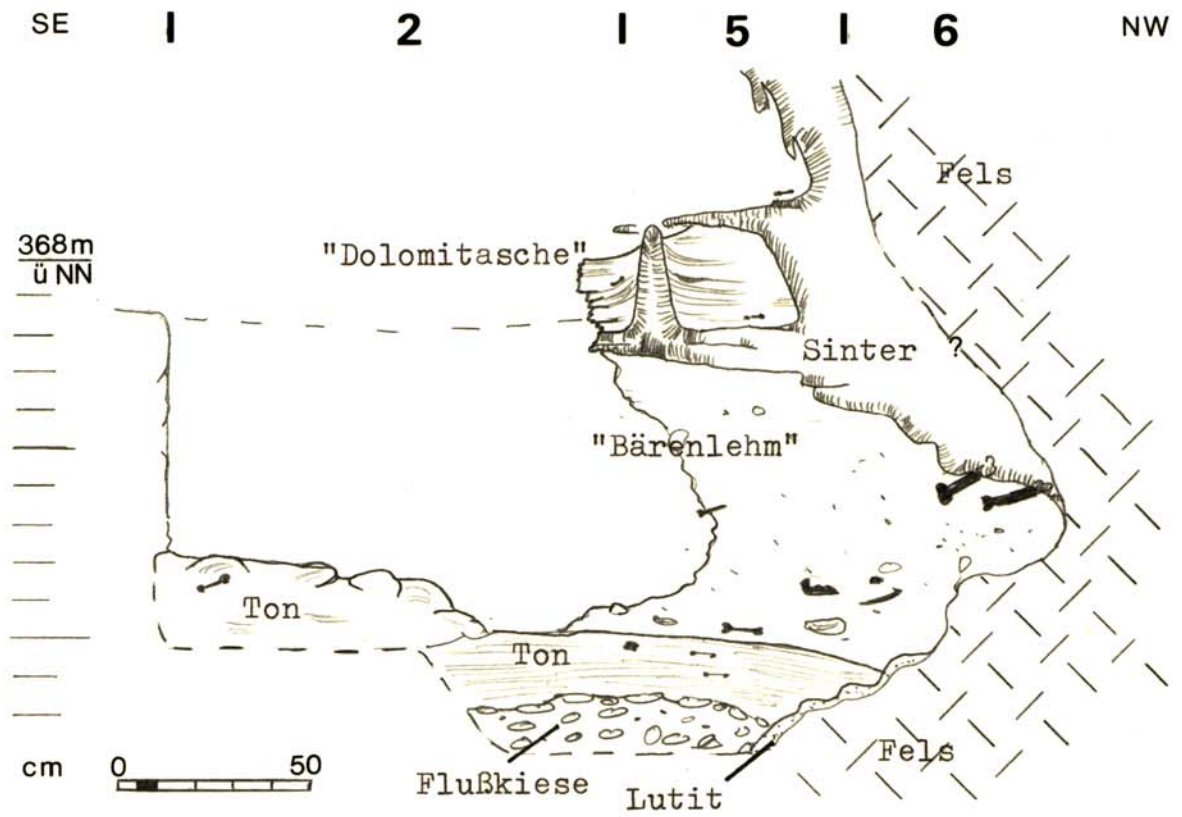 SE I 2 I 5 I 6 NW
Fels
368m
ü NN
"Dolomitasche"
Sinter ?
"Bärenlehm"
?
Ton
Ton
Fels
cm 0 50
Flußkiese
Lutit